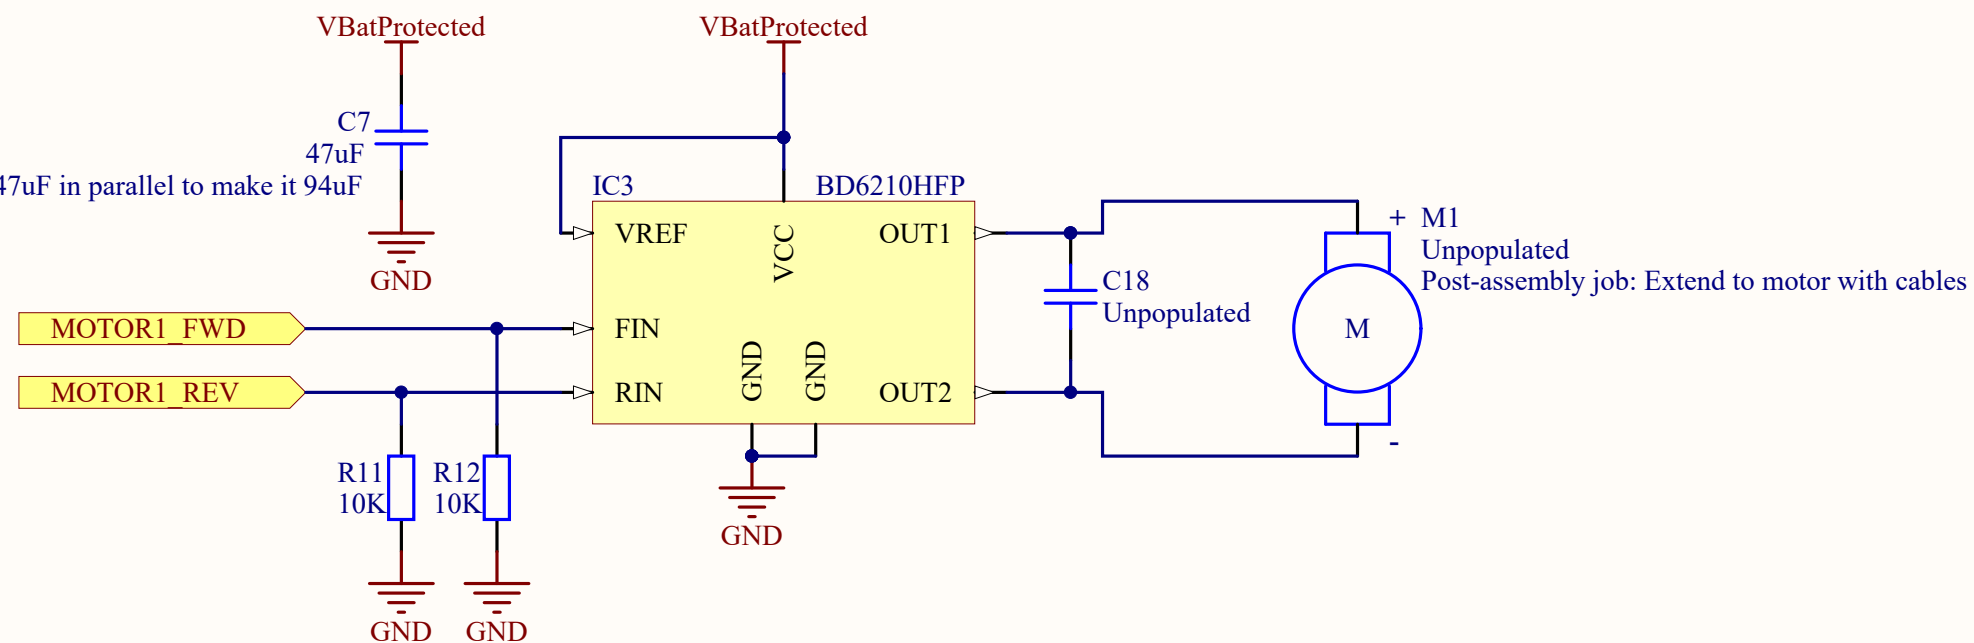 VBatProtected
VBatProtected
C7
47uF
47uF in parallel to make it 94uF
GND
IC3
BD6210HFP
VREF
VCC
OUT1
FIN
RIN
GND
GND
OUT2
MOTOR1_FWD
MOTOR1_REV
C18
Unpopulated
+ M1
Unpopulated
Post-assembly job: Extend to motor with cables
M
-
R11
10K
R12
10K
GND
GND
GND